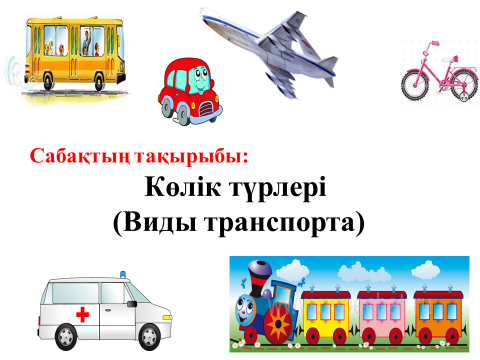 Сабақтың тақырыбы:
Көлік түрлері
(Виды транспорта)